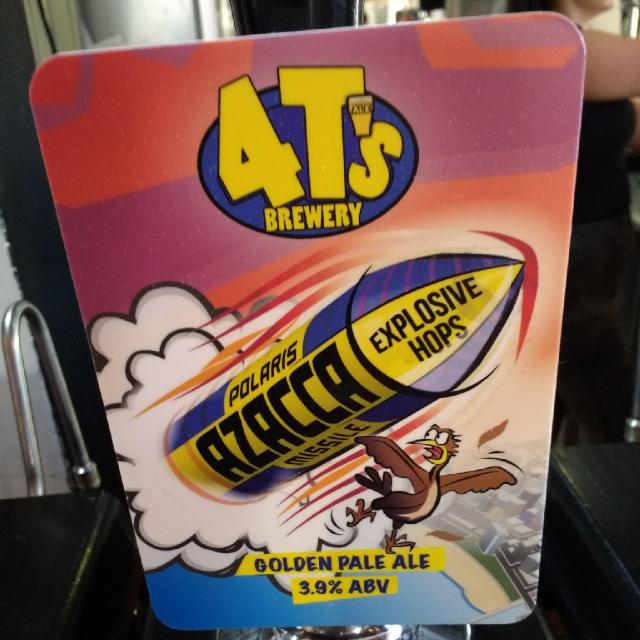 4T's
ALE
BREWERY
EXPLOSIVE
HOPS
POLARIS
AZACCA
MISSILE
GOLDEN PALE ALE
3.9% ABV